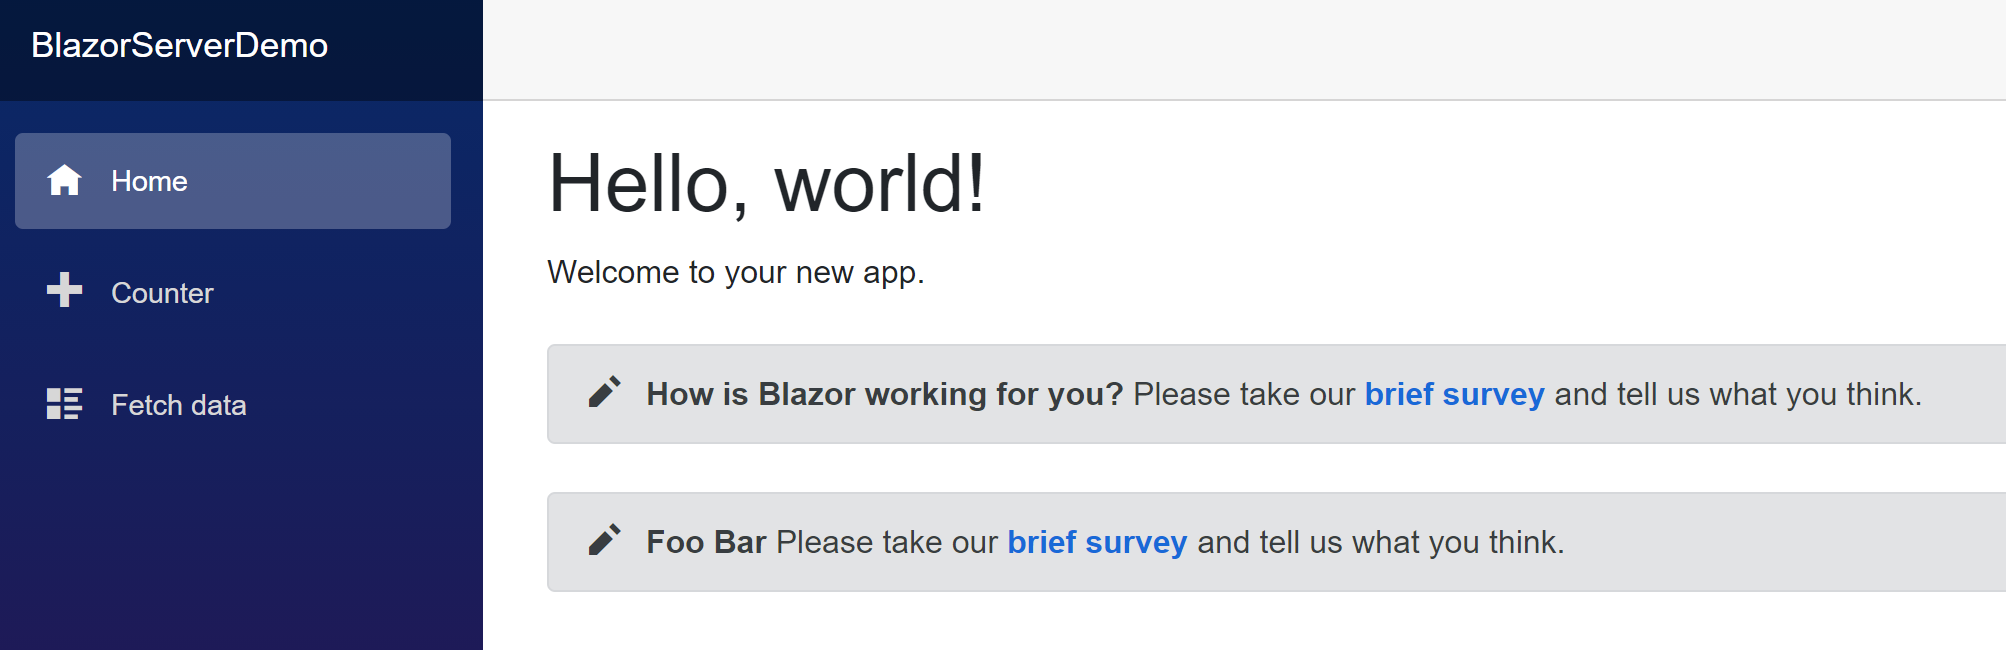 BlazorServerDemo
Home
Counter
Fetch data
Hello, world!
Welcome to your new app.
How is Blazor working for you? Please take our brief survey and tell us what you think.
Foo Bar Please take our brief survey and tell us what you think.